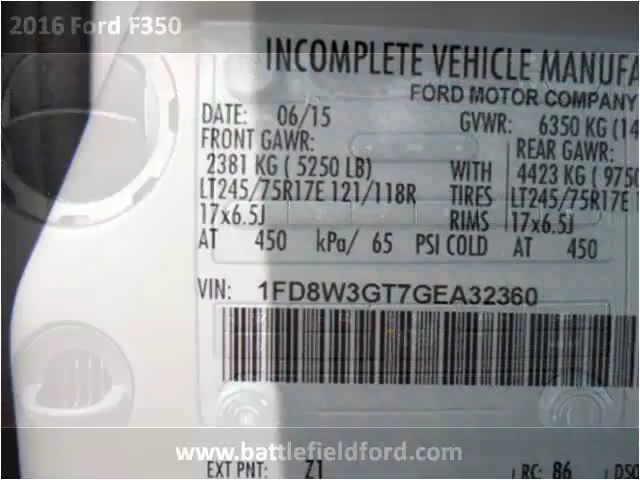 2016 Ford F350
INCOMPLETE VEHICLE MANUFA
FORD MOTOR COMPANY
DATE: 06/15 GVWR: 6350 KG (14
FRONT GAWR: REAR GAWR:
2381 KG ( 5250 LB) WITH 4423 KG ( 9750
LT245/75R17E 121/118R TIRES LT245/75R17E
17x6.5J RIMS 17x6.5J
AT 450 kPa/ 65 PSI COLD AT 450
VIN: 1FD8W3GT7GEA32360
www.battlefieldford.com
EXT PNT: Z1 RC: 86 DSO